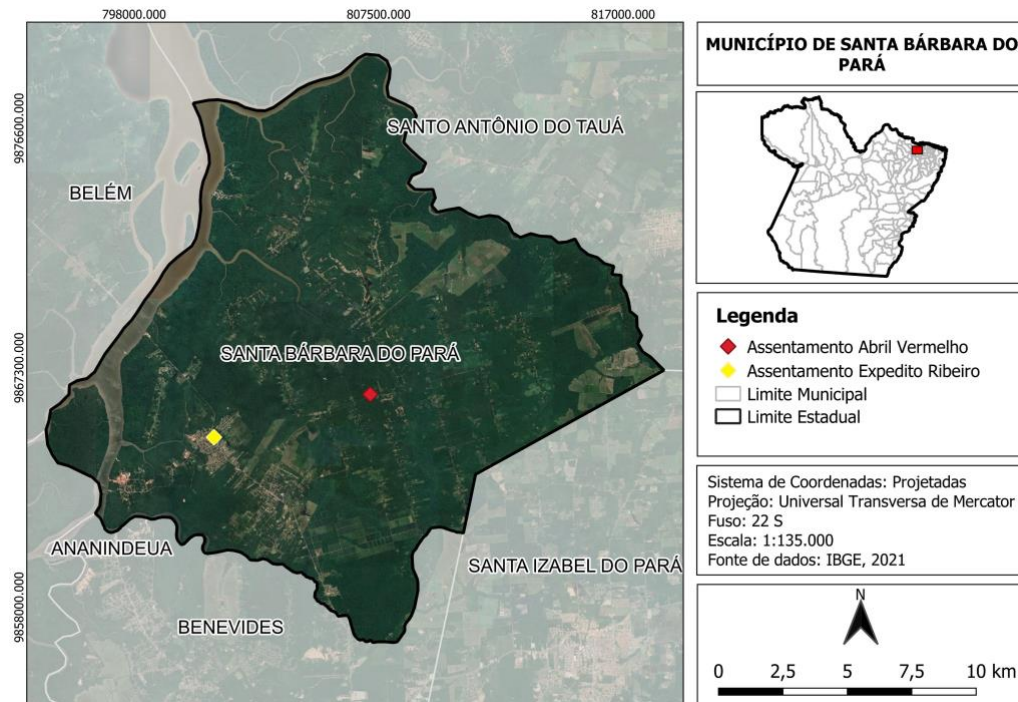 798000.000
807500.000
817000.000
9876600.000
9867300.000
9858000.000
SANTO ANTÔNIO DO TAUÁ
BELÉM
SANTA BÁRBARA DO PARÁ
ANANINDEUA
SANTA IZABEL DO PARÁ
BENEVIDES
MUNICÍPIO DE SANTA BÁRBARA DO
PARÁ
Legenda
Assentamento Abril Vermelho
Assentamento Expedito Ribeiro
Limite Municipal
Limite Estadual
Sistema de Coordenadas: Projetadas
Projeção: Universal Transversa de Mercator
Fuso: 22 S
Escala: 1:135.000
Fonte de dados: IBGE, 2021
N
0 2,5 5 7,5 10 km